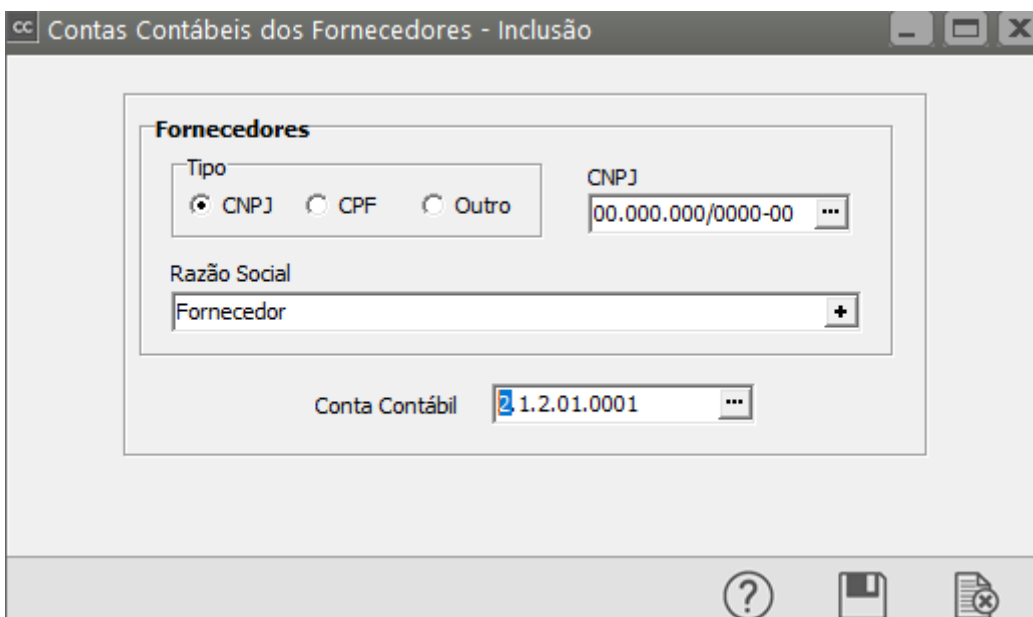 cc Contas Contábeis dos Fornecedores - Inclusão
Fornecedores
Tipo
CNPJ CPF Outro
CNPJ
00.000.000/0000-00 ...
Razão Social
Fornecedor +
Conta Contábil 2.1.2.01.0001 ...
?